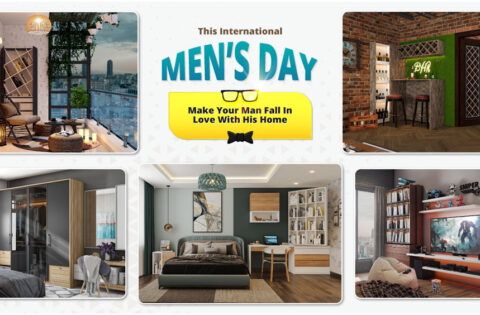 This International
MEN'S DAY
Make Your Man Fall In
Love With His Home